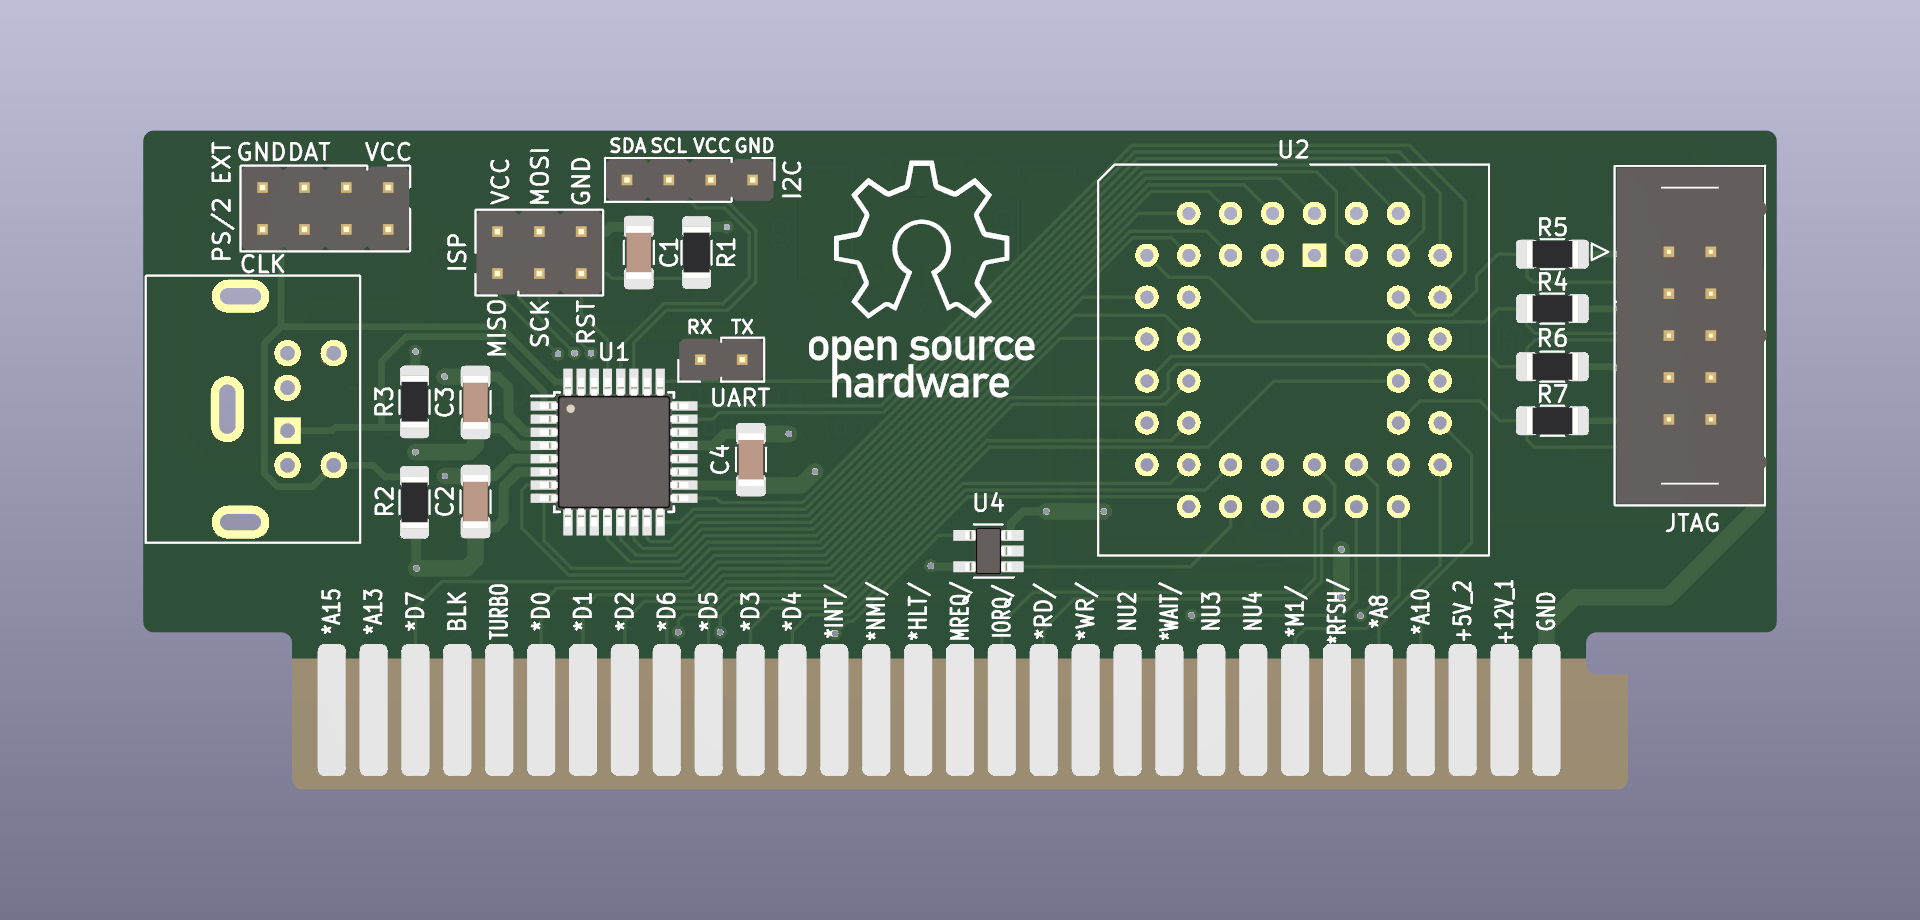 PS/2 EXT
GND DAT VCC
CLK
VCC MOSI GND
ISP
MISO SCK RST
SDA SCL VCC GND
I2C
C1 R1
RX TX
UART
U1
R3 C3
R2 C2
C4
open source
hardware
U4
U2
R5
R4
R6
R7
JTAG
*A15 *A13 *D7 BLK TURBO *D0 *D1 *D2 *D6 *D5 *D3 *D4 *INT/ *NMI/ *HLT/ MREQ/ IORQ/ *RD/ *WR/ NU2 *WAIT/ NU3 NU4 *M1/ *RFSH/ *A8 *A10 +5V_2 +12V_1 GND